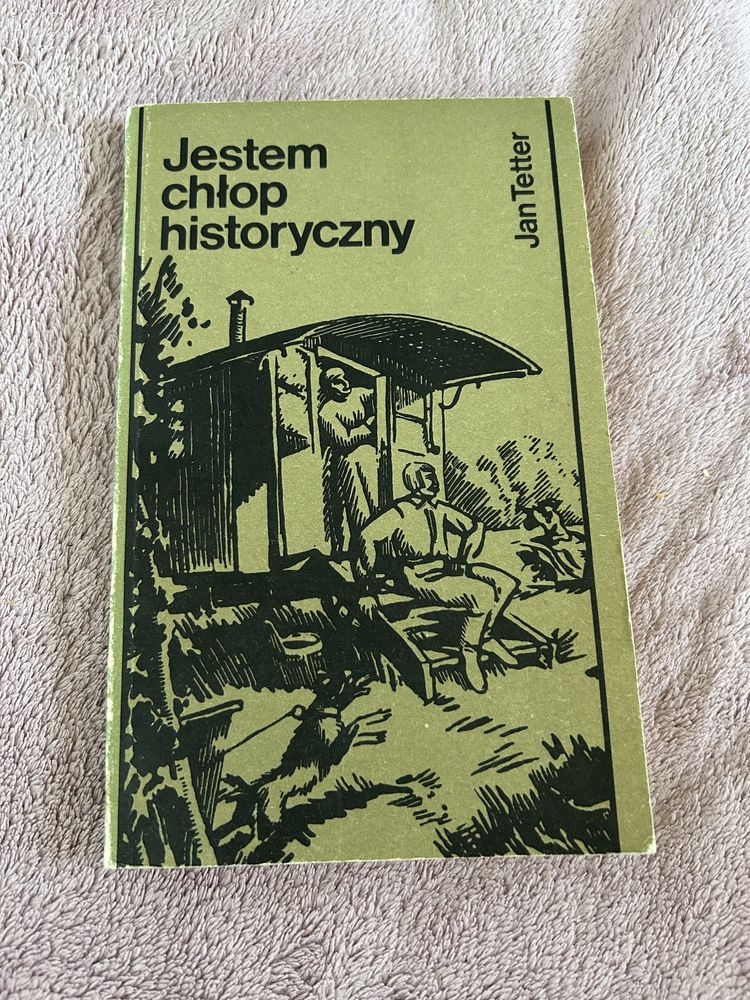 Jestem
chłop
historyczny
Jan Tetter